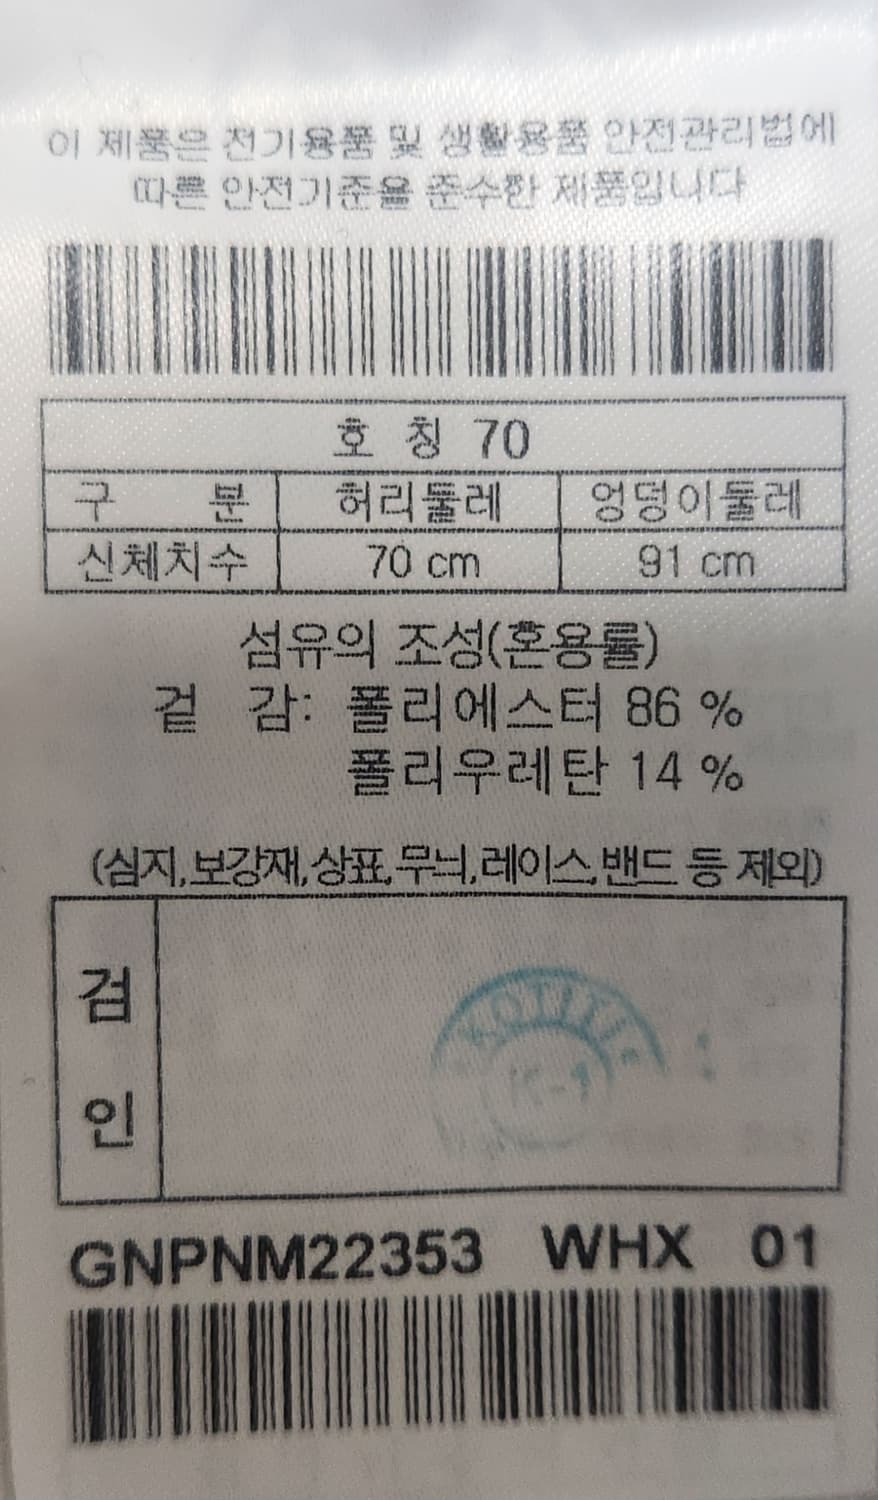 이 제품은 전기용품 및 생활용품 안전관리법에
따른 안전기준을 준수한 제품입니다
호 칭 70
구 분 허리둘레 엉덩이둘레
신체치수 70 cm 91 cm
섬유의 조성(혼용률)
겉 감: 폴리에스터 86 %
폴리우레탄 14 %
(심지,보강재,상표,무늬,레이스,밴드 등 제외)
검
인
KOTITI
GNPNM22353 WHX 01